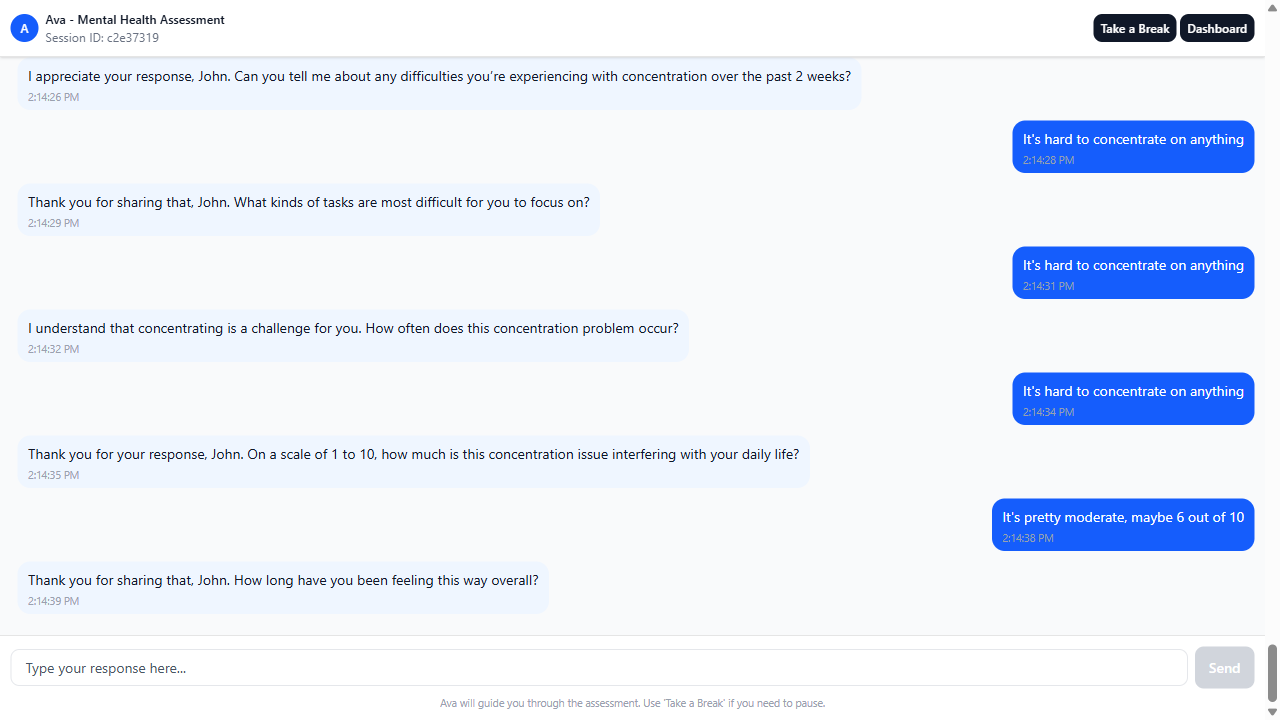 A
Ava - Mental Health Assessment
Session ID: c2e37319
Take a Break
Dashboard
I appreciate your response, John. Can you tell me about any difficulties you're experiencing with concentration over the past 2 weeks?
2:14:26 PM
It's hard to concentrate on anything
2:14:28 PM
Thank you for sharing that, John. What kinds of tasks are most difficult for you to focus on?
2:14:29 PM
It's hard to concentrate on anything
2:14:31 PM
I understand that concentrating is a challenge for you. How often does this concentration problem occur?
2:14:32 PM
It's hard to concentrate on anything
2:14:34 PM
Thank you for your response, John. On a scale of 1 to 10, how much is this concentration issue interfering with your daily life?
2:14:35 PM
It's pretty moderate, maybe 6 out of 10
2:14:38 PM
Thank you for sharing that, John. How long have you been feeling this way overall?
2:14:39 PM
Type your response here...
Send
Ava will guide you through the assessment. Use 'Take a Break' if you need to pause.